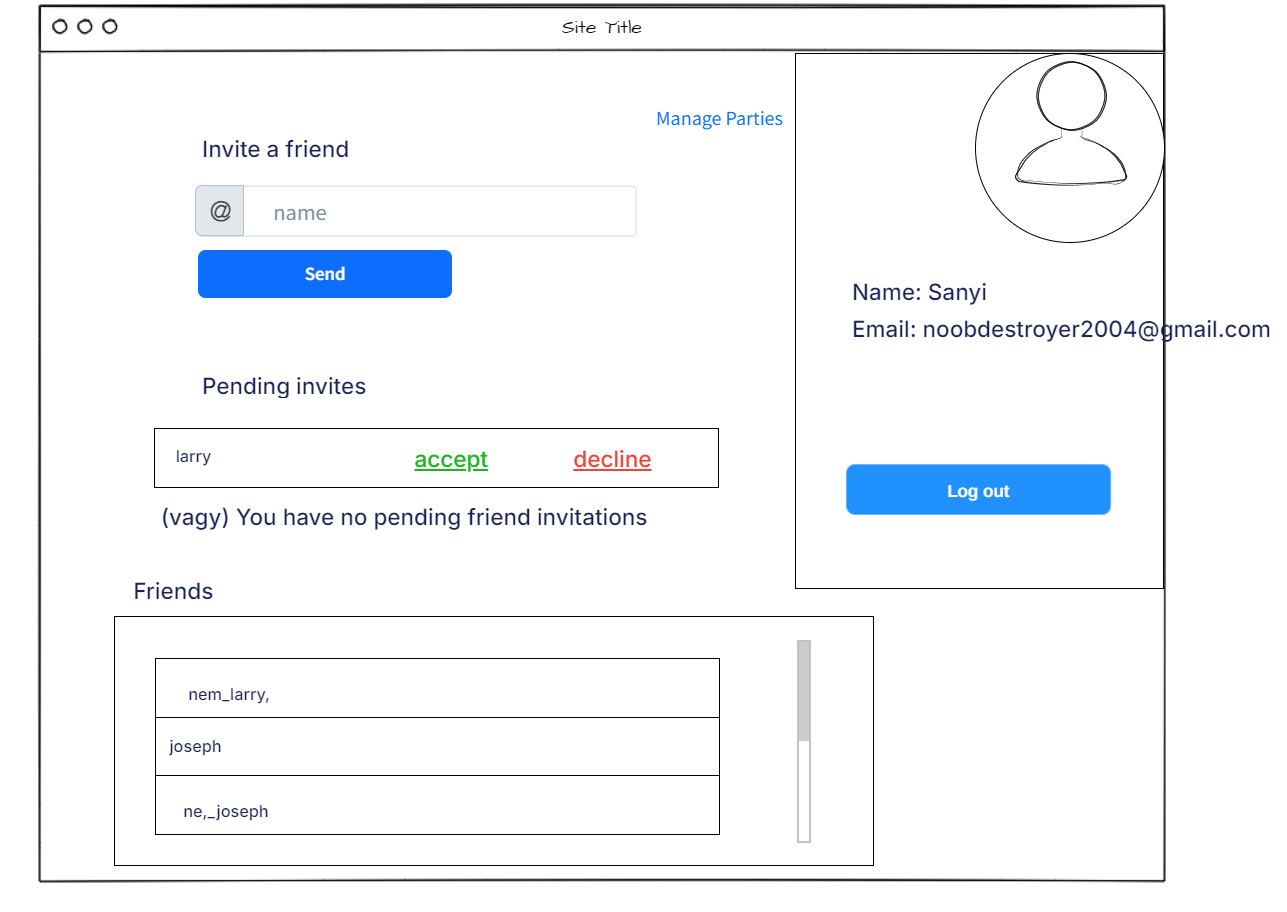 Site Title
Manage Parties
Invite a friend
@ name
Send
Name: Sanyi
Email: noobdestroyer2004@gmail.com
Pending invites
larry accept decline
Log out
(vagy) You have no pending friend invitations
Friends
nem_larry,
joseph
ne,_joseph